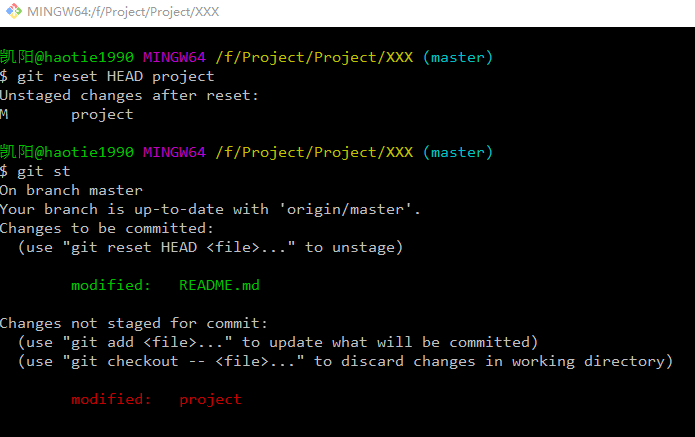 MINGW64:/f/Project/Project/XXX
凯阳@haotie1990 MINGW64 /f/Project/Project/XXX (master)
$ git reset HEAD project
Unstaged changes after reset:
M       project
凯阳@haotie1990 MINGW64 /f/Project/Project/XXX (master)
$ git st
On branch master
Your branch is up-to-date with 'origin/master'.
Changes to be committed:
  (use "git reset HEAD <file>..." to unstage)
        modified:   README.md
Changes not staged for commit:
  (use "git add <file>..." to update what will be committed)
  (use "git checkout -- <file>..." to discard changes in working directory)
        modified:   project